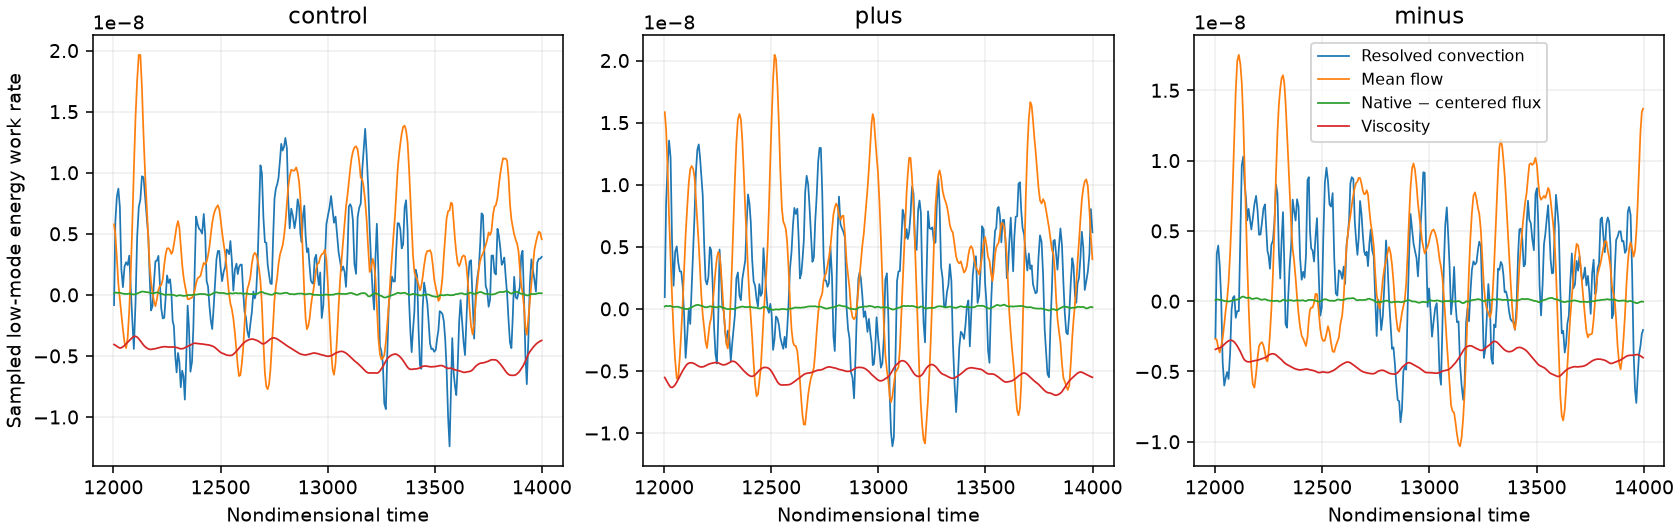 control
plus
minus
1e−8
1e−8
1e−8
Sampled low-mode energy work rate
2.0
1.5
1.0
0.5
0.0
−0.5
−1.0
2.0
1.5
1.0
0.5
0.0
−0.5
−1.0
1.5
1.0
0.5
0.0
−0.5
−1.0
Resolved convection
Mean flow
Native − centered flux
Viscosity
12000 12500 13000 13500 14000
12000 12500 13000 13500 14000
12000 12500 13000 13500 14000
Nondimensional time
Nondimensional time
Nondimensional time